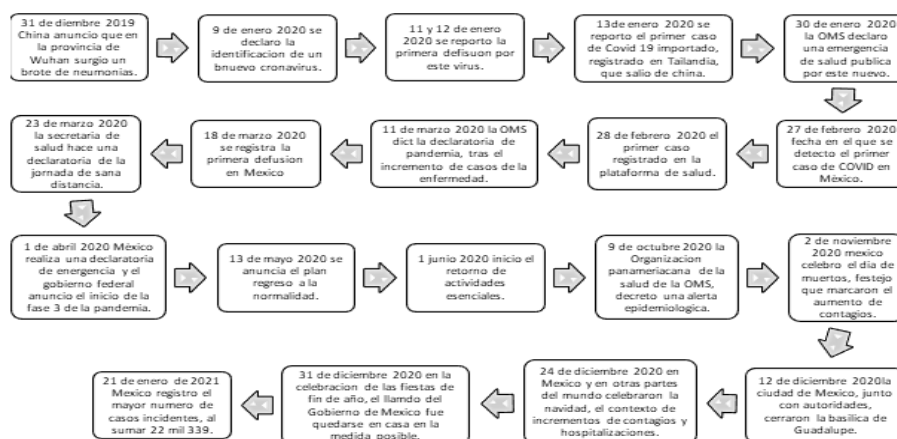 31 de diembre 2019
China anuncio que en
la provincia de
Wuhan surgio un
brote de neumonias.
9 de enero 2020 se
declaro la
identificacion de un
bnuevo cronavirus.
11 y 12 de enero
2020 se reporto la
primera defisuon por
este virus.
13de enero 2020 se
reporto el primer caso
de Covid 19 importado,
registrado en Tailandia,
que salio de china.
30 de enero 2020
la OMS declaro
una emergencia
de salud publica
por este nuevo.
27 de febrero 2020
fecha en el que se
detecto el primer
caso de COVID en
México.
28 de febrero 2020 el
primer caso
registrado en la
plataforma de salud.
11 de marzo 2020 la OMS
dict la declaratoria de
pandemia, tras el
incremento de casos de la
enfermedad.
18 de marzo 2020
se registra la
primera defusion
en Mexico
23 de marzo 2020
la secretaria de
salud hace una
declaratoria de la
jornada de sana
distancia.
1 de abril 2020 México
realiza una declaratoria
de emergencia y el
gobierno federal
anuncio el inicio de la
fase 3 de la pandemia.
13 de mayo 2020 se
anuncia el plan
regreso a la
normalidad.
1 junio 2020 inicio el
retorno de
actividades
esenciales.
9 de octubre 2020 la
Organizacion
panameriacana de la
salud de la OMS,
decreto una alerta
epidemiologica.
2 de noviembre
2020 mexico
celebro el dia de
muertos, festejo
que marcaron el
aumento de
contagios.
12 de diciembre 2020la
ciudad de Mexico, junto
con autoridades,
cerraron la basilica de
Guadalupe.
24 de diciembre 2020 en
Mexico y en otras partes
del mundo celebraron la
navidad, el contexto de
incrementos de contagios y
hospitalizaciones.
31 de diciembre 2020 en la
celebracion de las fiestas de
fin de año, el llamdo del
Gobierno de Mexico fue
quedarse en casa en la
medida posible.
21 de enero de 2021
Mexico registro el
mayor numero de
casos incidentes, al
sumar 22 mil 339.